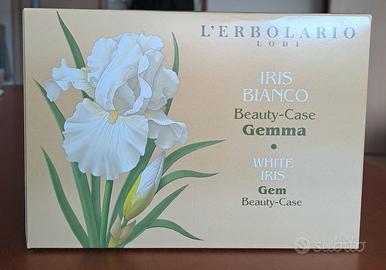 L'ERBOLARIO
LODI
IRIS
BIANCO
Beauty-Case
Gemma
•
WHITE
IRIS
Gem
Beauty-Case
subito